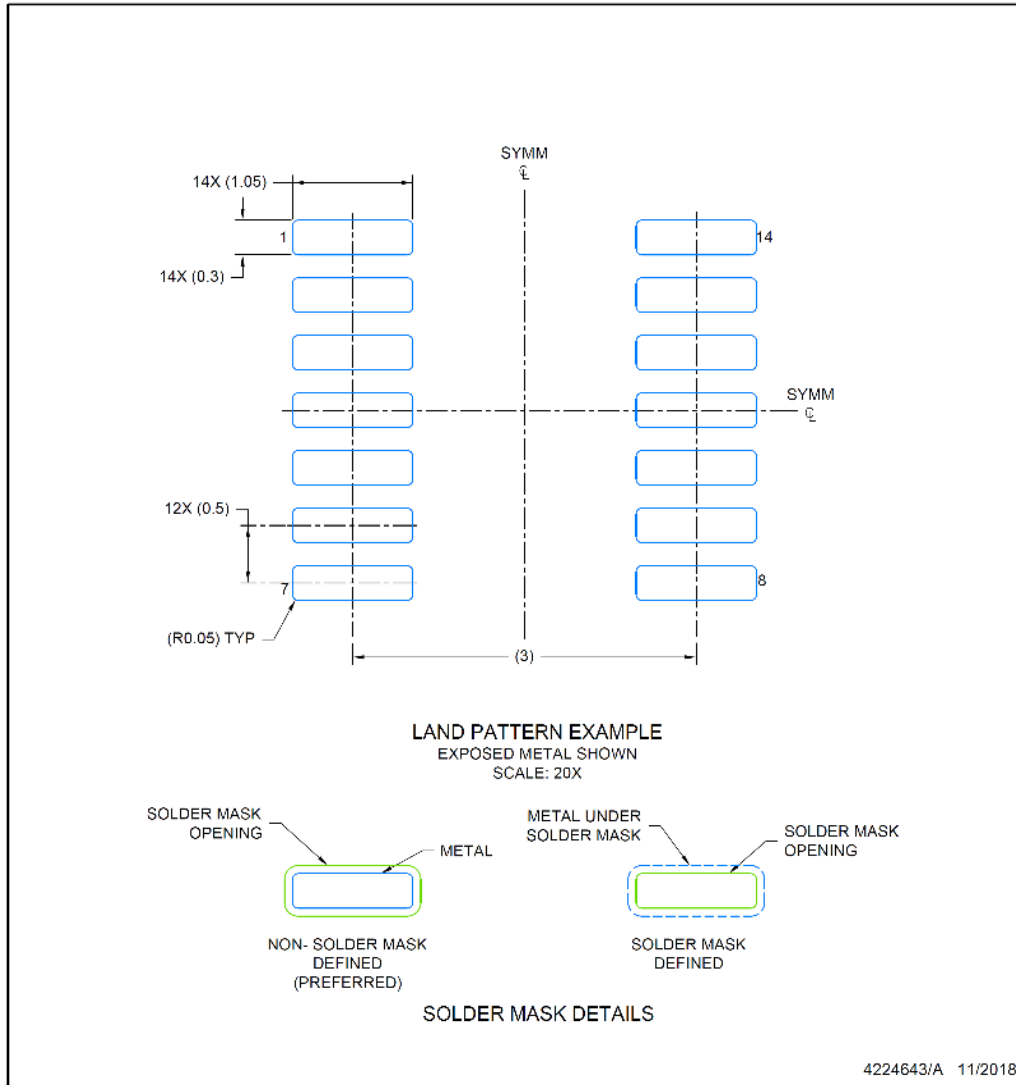 SYMM
℄
14X (1.05)
1
14
14X (0.3)
SYMM
℄
12X (0.5)
7
8
(R0.05) TYP
(3)
LAND PATTERN EXAMPLE
EXPOSED METAL SHOWN
SCALE: 20X
SOLDER MASK
OPENING
METAL
METAL UNDER
SOLDER MASK
SOLDER MASK
OPENING
NON- SOLDER MASK
DEFINED
(PREFERRED)
SOLDER MASK
DEFINED
SOLDER MASK DETAILS
4224643/A 11/2018